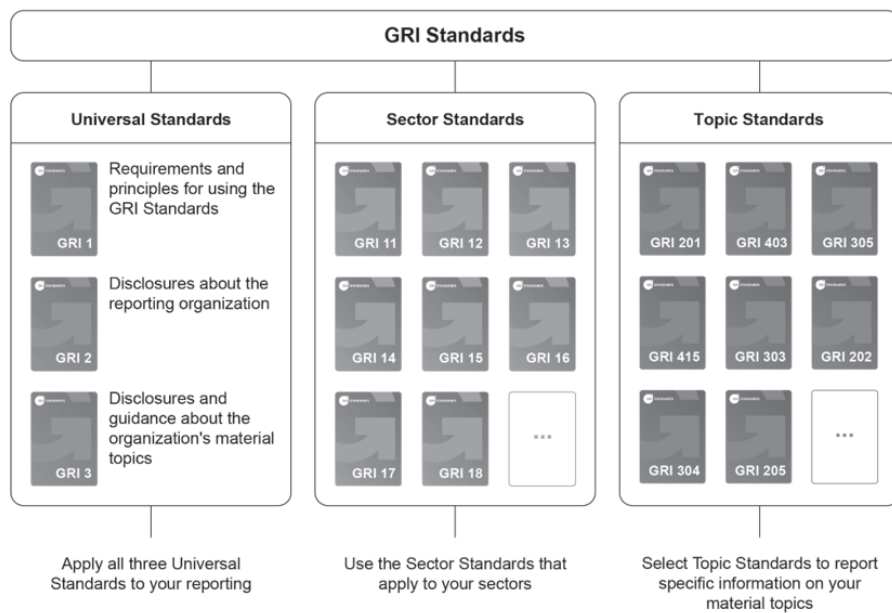 GRI Standards
Universal Standards
GRI 1
Requirements and
principles for using the
GRI Standards
GRI 2
Disclosures about the
reporting organization
GRI 3
Disclosures and
guidance about the
organization's material
topics
Apply all three Universal
Standards to your reporting
Sector Standards
GRI 11
GRI 12
GRI 13
GRI 14
GRI 15
GRI 16
GRI 17
GRI 18
...
Use the Sector Standards that
apply to your sectors
Topic Standards
GRI 201
GRI 403
GRI 305
GRI 415
GRI 303
GRI 202
GRI 304
GRI 205
...
Select Topic Standards to report
specific information on your
material topics